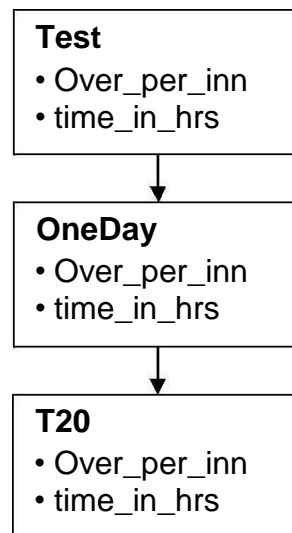 Test
• Over_per_inn
• time_in_hrs
OneDay
• Over_per_inn
• time_in_hrs
T20
• Over_per_inn
• time_in_hrs